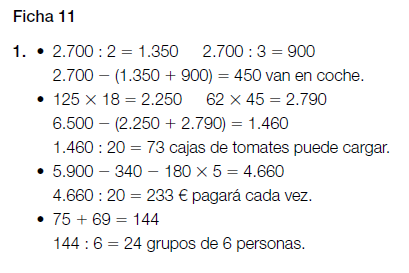 Ficha 11
1. • 2.700 : 2 = 1.350 2.700 : 3 = 900
2.700 − (1.350 + 900) = 450 van en coche.
• 125 × 18 = 2.250 62 × 45 = 2.790
6.500 − (2.250 + 2.790) = 1.460
1.460 : 20 = 73 cajas de tomates puede cargar.
• 5.900 − 340 − 180 × 5 = 4.660
4.660 : 20 = 233 € pagará cada vez.
• 75 + 69 = 144
144 : 6 = 24 grupos de 6 personas.